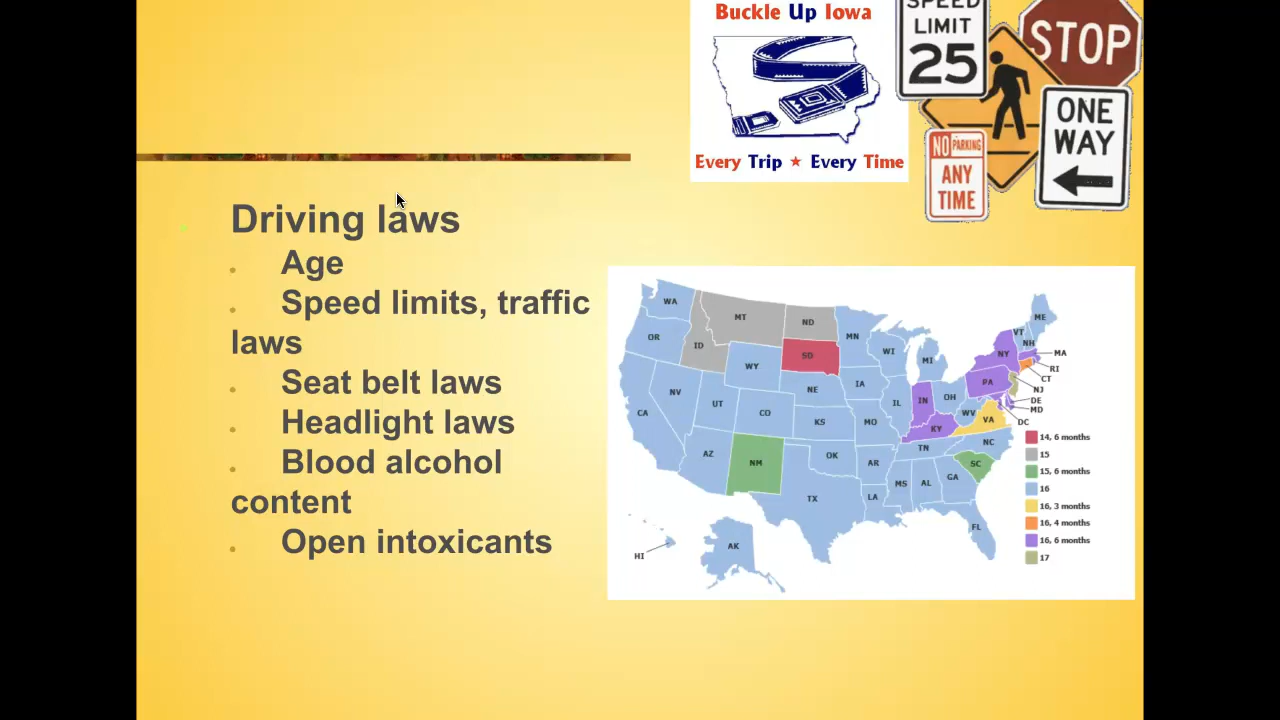 Buckle Up Iowa
Every Trip ★ Every Time
SPEED
LIMIT
25
STOP
ONE
WAY
NO PARKING
ANY
TIME
Driving laws
Age
Speed limits, traffic
laws
Seat belt laws
Headlight laws
Blood alcohol
content
Open intoxicants
WA
OR
CA
NV
ID
MT
WY
UT
AZ
CO
NM
ND
SD
NE
KS
OK
TX
MN
IA
MO
AR
LA
WI
IL
MI
IN
OH
KY
TN
MS
AL
GA
FL
SC
NC
VA
WV
PA
NY
VT
NH
ME
MA
RI
CT
NJ
DE
MD
DC
AK
HI
14, 6 months
15
15, 6 months
16
16, 3 months
16, 4 months
16, 6 months
17